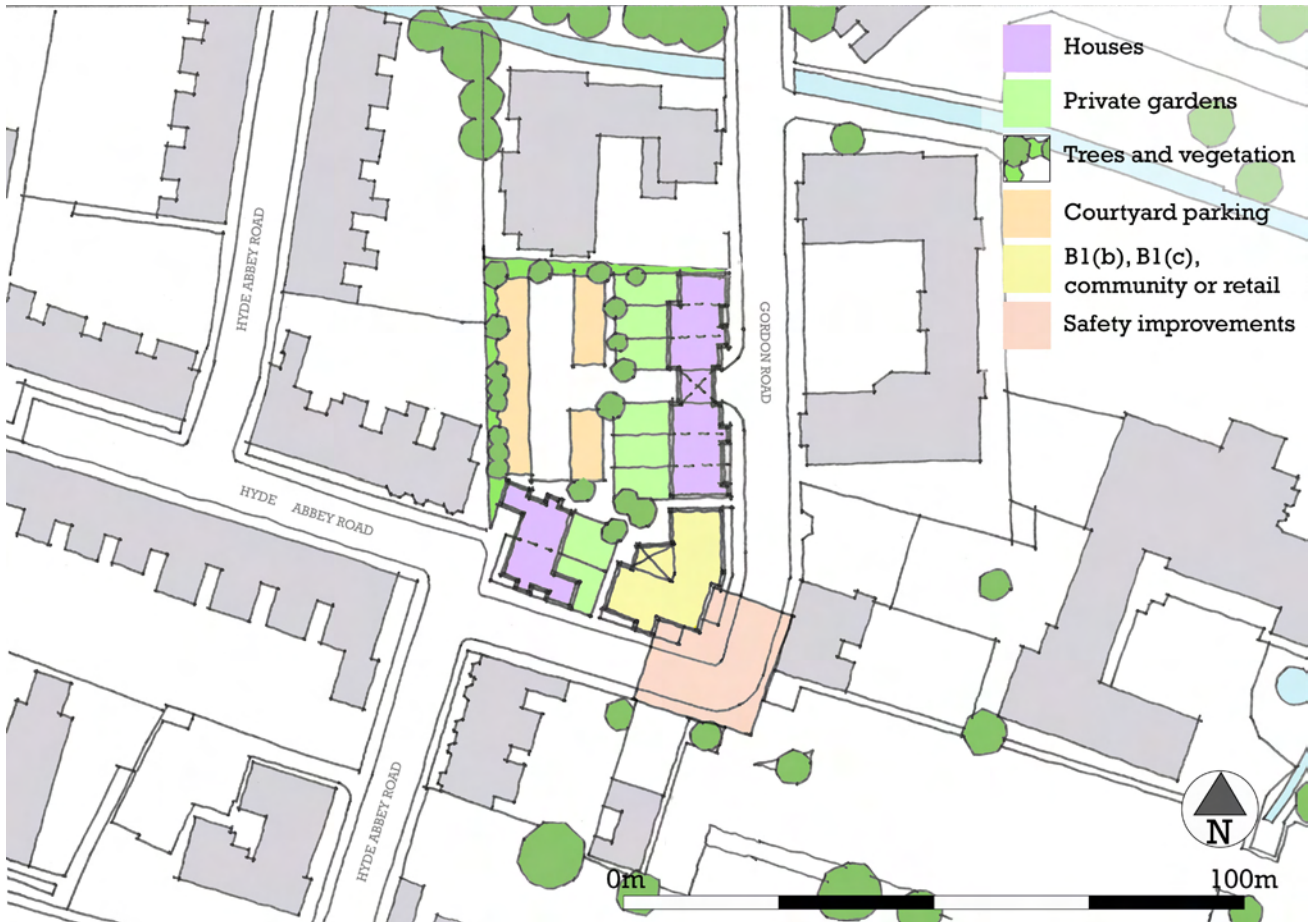 Houses
Private gardens
Trees and vegetation
Courtyard parking
B1(b), B1(c),
community or retail
Safety improvements
HYDE ABBEY ROAD
GORDON ROAD
HYDE ABBEY ROAD
HYDE ABBEY ROAD
N
0m
100m